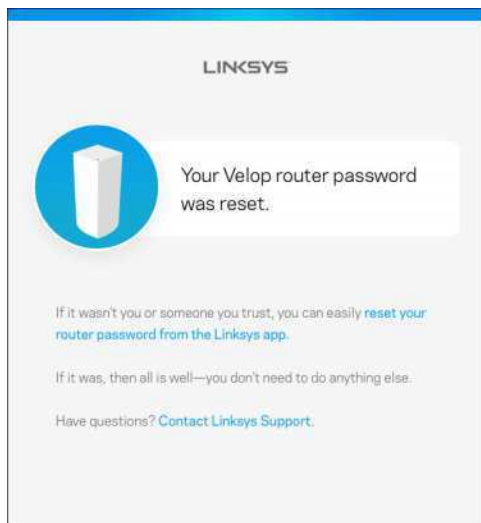 LINKSYS
Your Velop router password
was reset.
If it wasn't you or someone you trust, you can easily reset your
router password from the Linksys app.
If it was, then all is well—you don't need to do anything else.
Have questions? Contact Linksys Support.